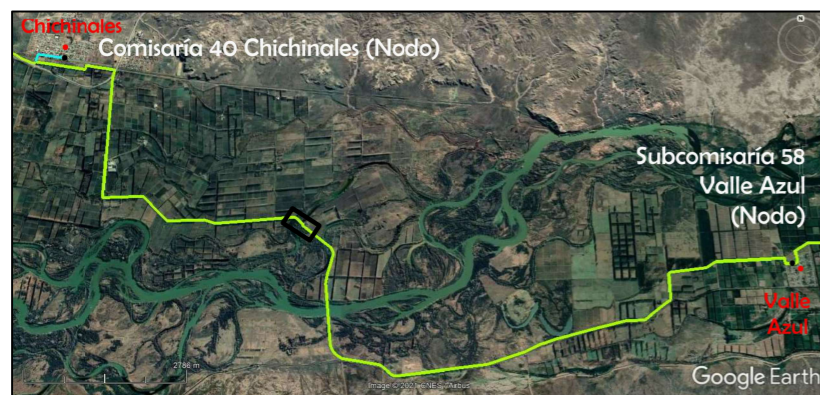 Chichinales
Comisaría 40 Chichinales (Nodo)
Subcomisaría 58
Valle Azul
(Nodo)
Valle
Azul
2786 m
Image © 2021 CNES / Airbus
Google Earth